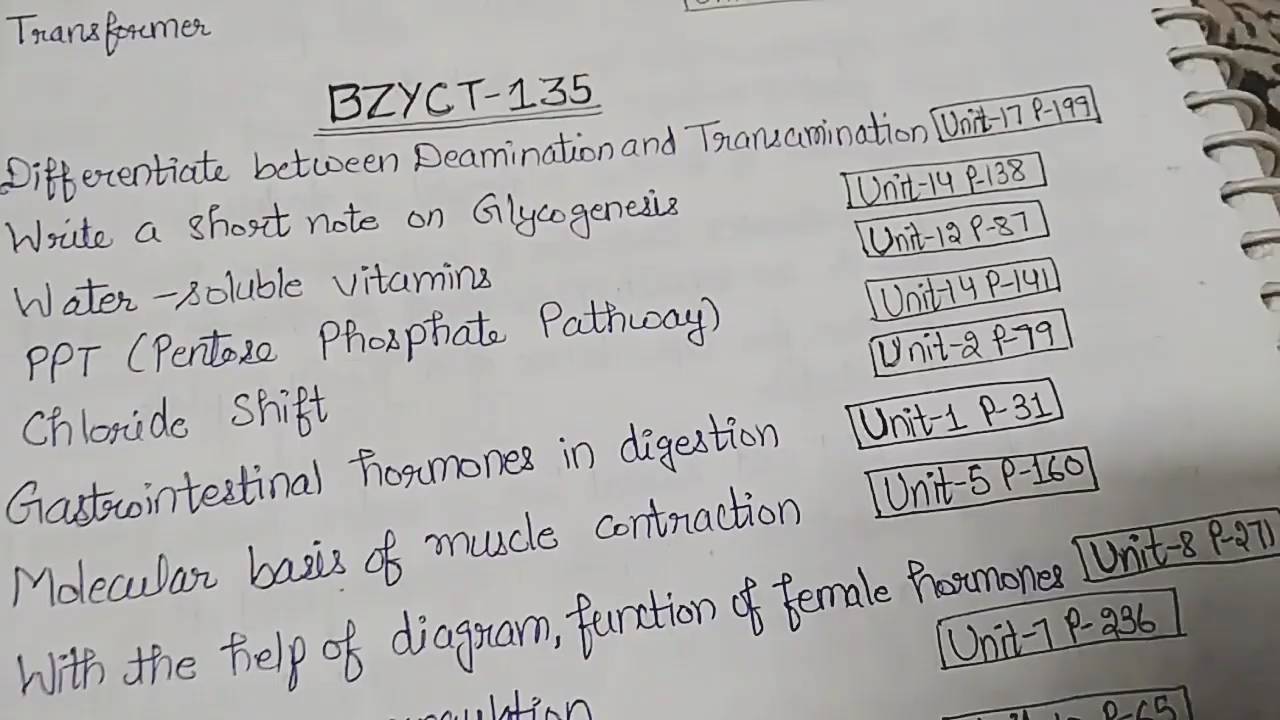 Transformer
BZYCT-135
Differentiate between Deamination and Transamination Unit-17 P-199
Write a short note on Glycogenesis Unit-14 P-138
Water-soluble vitamins Unit-12 P-87
PPT (Pentose Phosphate Pathway) Unit-14 P-141
Chloride Shift Unit-2 P-79
Gastrointestinal hormones in digestion Unit-1 P-31
Molecular basis of muscle contraction Unit-5 P-160
With the help of diagram, function of female hormones Unit-8 P-271
Unit-7 P-236
P-65